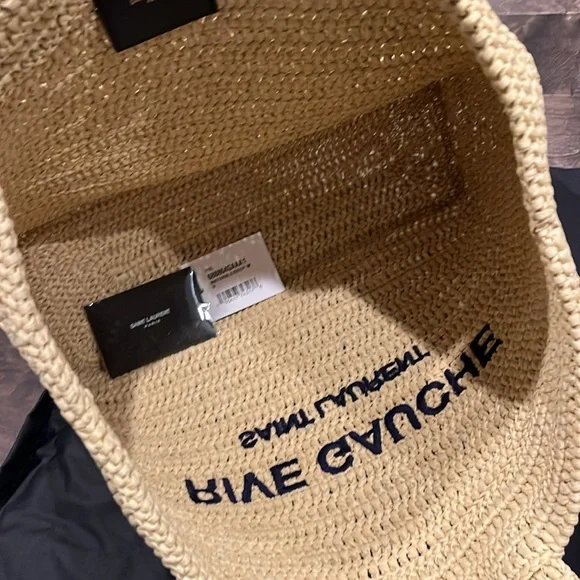 SAINT LAURENT
PARIS
SAINT LAURENT
RIVE GAUCHE